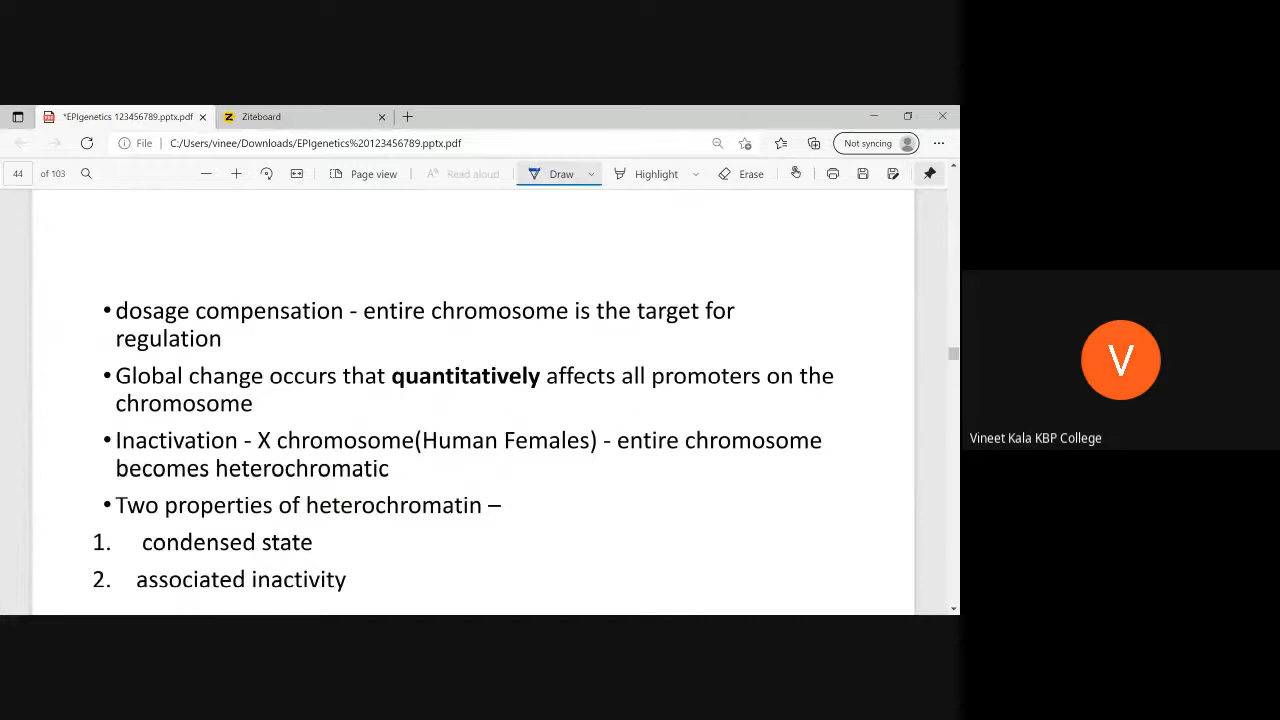 *EPIgenetics 123456789.pptx.pdf
Ziteboard
File
C:/Users/vinee/Downloads/EPIgenetics%20123456789.pptx.pdf
Not syncing
44 of 103
Page view
Read aloud
Draw
Highlight
Erase
• dosage compensation - entire chromosome is the target for
regulation
• Global change occurs that quantitatively affects all promoters on the
chromosome
• Inactivation - X chromosome(Human Females) - entire chromosome
becomes heterochromatic
• Two properties of heterochromatin –
1. condensed state
2. associated inactivity
V
Vineet Kala KBP College